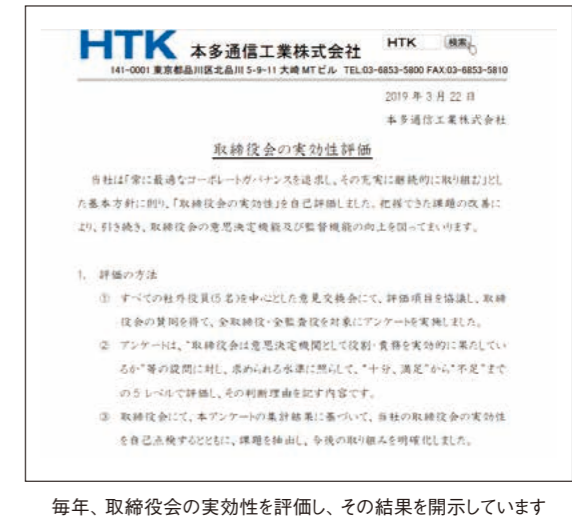 HTK 本多通信工業株式会社 HTK 検索
141-0001 東京都品川区北品川 5-9-11 大崎 MT ビル TEL.03-6853-5800 FAX.03-6853-5810
2019 年 3 月 22 日
本多通信工業株式会社
取締役会の実効性評価
当社は「常に最適なコーポレートガバナンスを追求し、その充実に継続的に取り組む」とし
た基本方針に則り、「取締役会の実効性」を自己評価しました。把握できた課題の改善に
より、引き続き、取締役会の意思決定機能及び監督機能の向上を図ってまいります。
1. 評価の方法
① すべての社外役員(5 名)を中心とした意見交換会にて、評価項目を協議し、取締
役会の賛同を得て、全取締役・全監査役を対象にアンケートを実施しました。
② アンケートは、“取締役会は意思決定機関として役割・責務を実効的に果たしてい
るか”等の設問に対し、求められる水準に照らして、“十分、満足”から“不足”まで
の 5 レベルで評価し、その判断理由を記す内容です。
③ 取締役会にて、本アンケートの集計結果に基づいて、当社の取締役会の実効性
を自己点検するとともに、課題を抽出し、今後の取り組みを明確化しました。
毎年、取締役会の実効性を評価し、その結果を開示しています